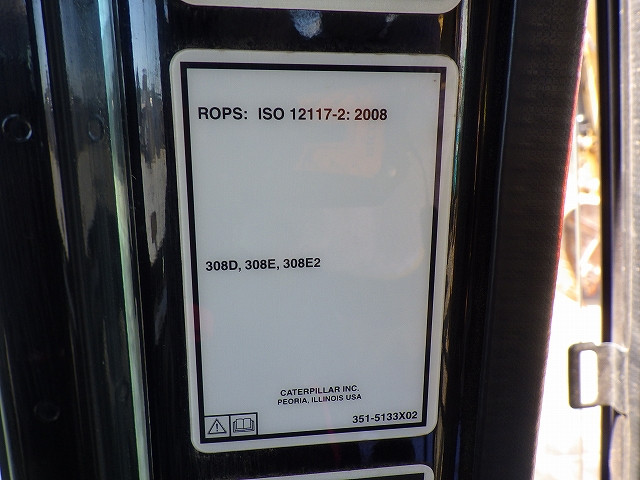 ROPS: ISO 12117-2: 2008
308D, 308E, 308E2
CATERPILLAR INC.
PEORIA, ILLINOIS USA
351-5133X02